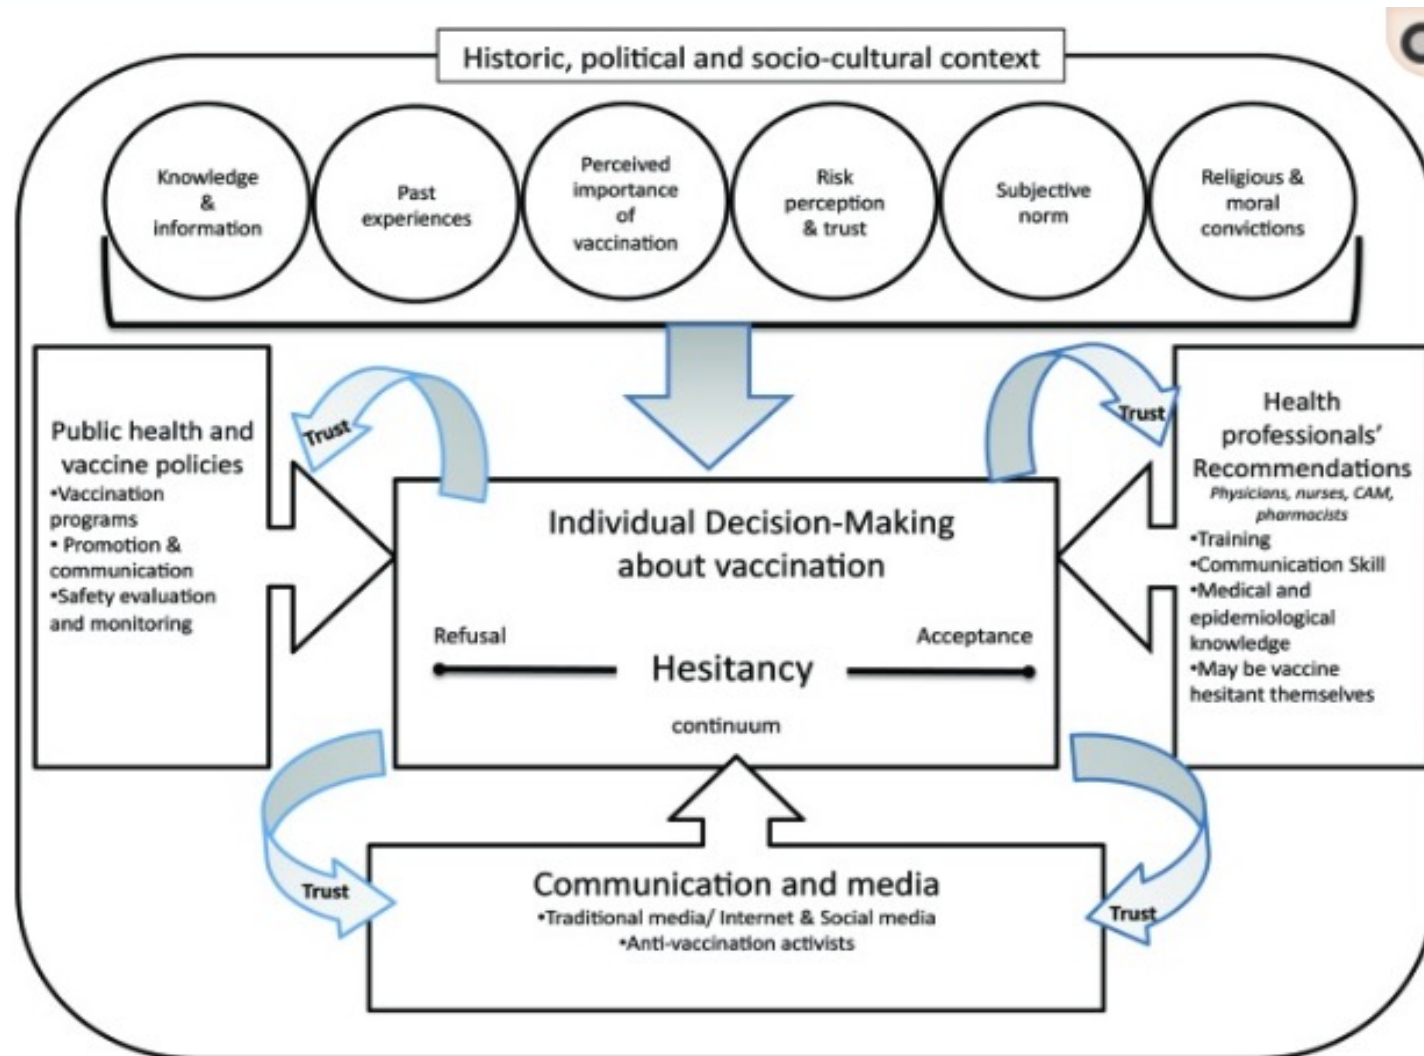 Historic, political and socio-cultural context
Knowledge
&
information
Past
experiences
Perceived
importance
of
vaccination
Risk
perception
& trust
Subjective
norm
Religious &
moral
convictions
Public health and
vaccine policies
•Vaccination
programs
• Promotion &
communication
•Safety evaluation
and monitoring
Trust
Trust
Health
professionals’
Recommendations
Physicians, nurses, CAM,
pharmacists
•Training
•Communication Skill
•Medical and
epidemiological
knowledge
•May be vaccine
hesitant themselves
Individual Decision-Making
about vaccination
Refusal
Acceptance
Hesitancy
continuum
Trust
Trust
Communication and media
•Traditional media/ Internet & Social media
•Anti-vaccination activists